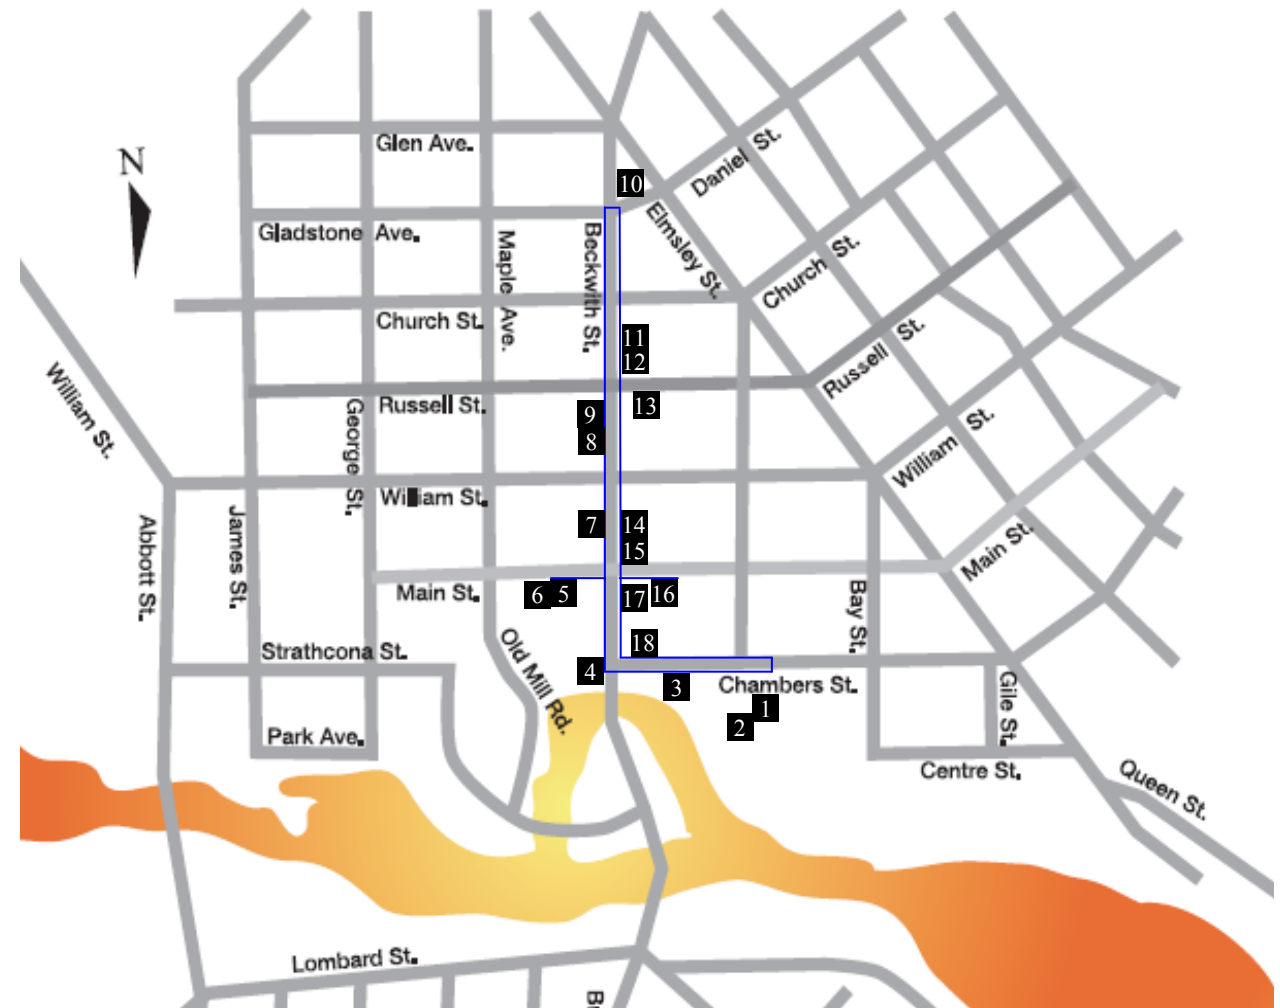 Glen Ave.
N
Daniel St.
10
Elmsley St.
Gladstone Ave.
Maple Ave.
Beckwith St.
Church St.
Church St.
11
12
Russell St.
William St.
George St.
Russell St.
9
13
8
William St.
William St.
Abbott St.
James St.
7
14
15
Main St.
Main St.
6
5
17
16
Bay St.
Strathcona St.
Old Mill Rd.
18
4
3
Chambers St.
Gile St.
1
2
Park Ave.
Centre St.
Queen St.
Lombard St.